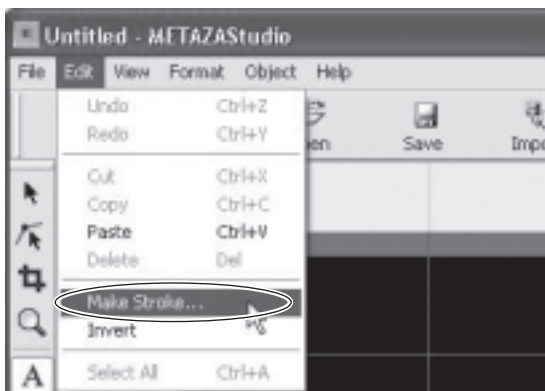 Untitled - METAZAStudio
File Edit View Format Object Help
Undo Ctrl+Z
Redo Ctrl+Y
Save
Cut Ctrl+X
Copy Ctrl+C
Paste Ctrl+V
Delete Del
Make Stroke...
Invert
Select All Ctrl+A
A